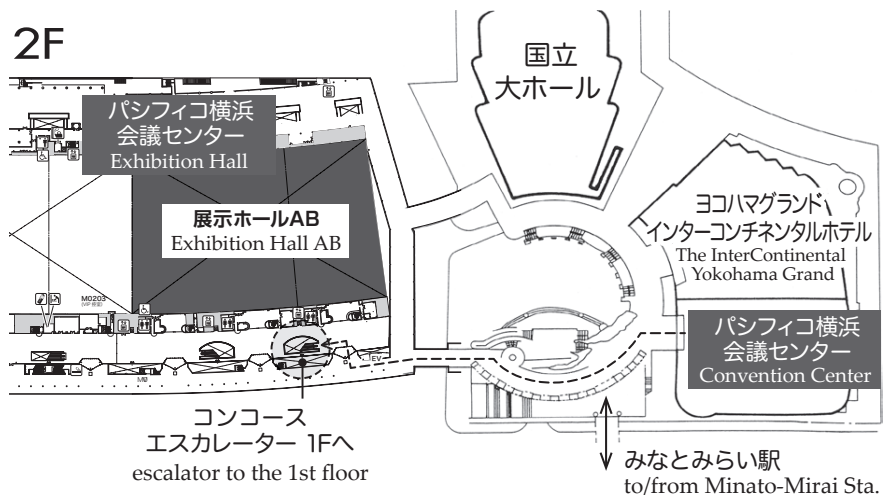 2F
パシフィコ横浜
会議センター
Exhibition Hall
国立
大ホール
展示ホールAB
Exhibition Hall AB
ヨコハマグランド
インターコンチネンタルホテル
The InterContinental
Yokohama Grand
M0203
パシフィコ横浜
会議センター
Convention Center
EV
コンコース
エスカレーター 1Fへ
escalator to the 1st floor
みなとみらい駅
to/from Minato-Mirai Sta.